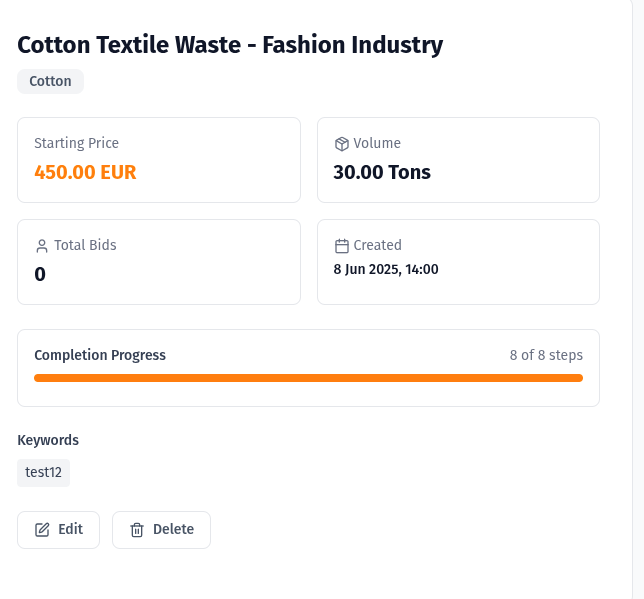 Cotton Textile Waste - Fashion Industry
Cotton
Starting Price
450.00 EUR
Volume
30.00 Tons
Total Bids
0
Created
8 Jun 2025, 14:00
Completion Progress
8 of 8 steps
Keywords
test12
Edit
Delete